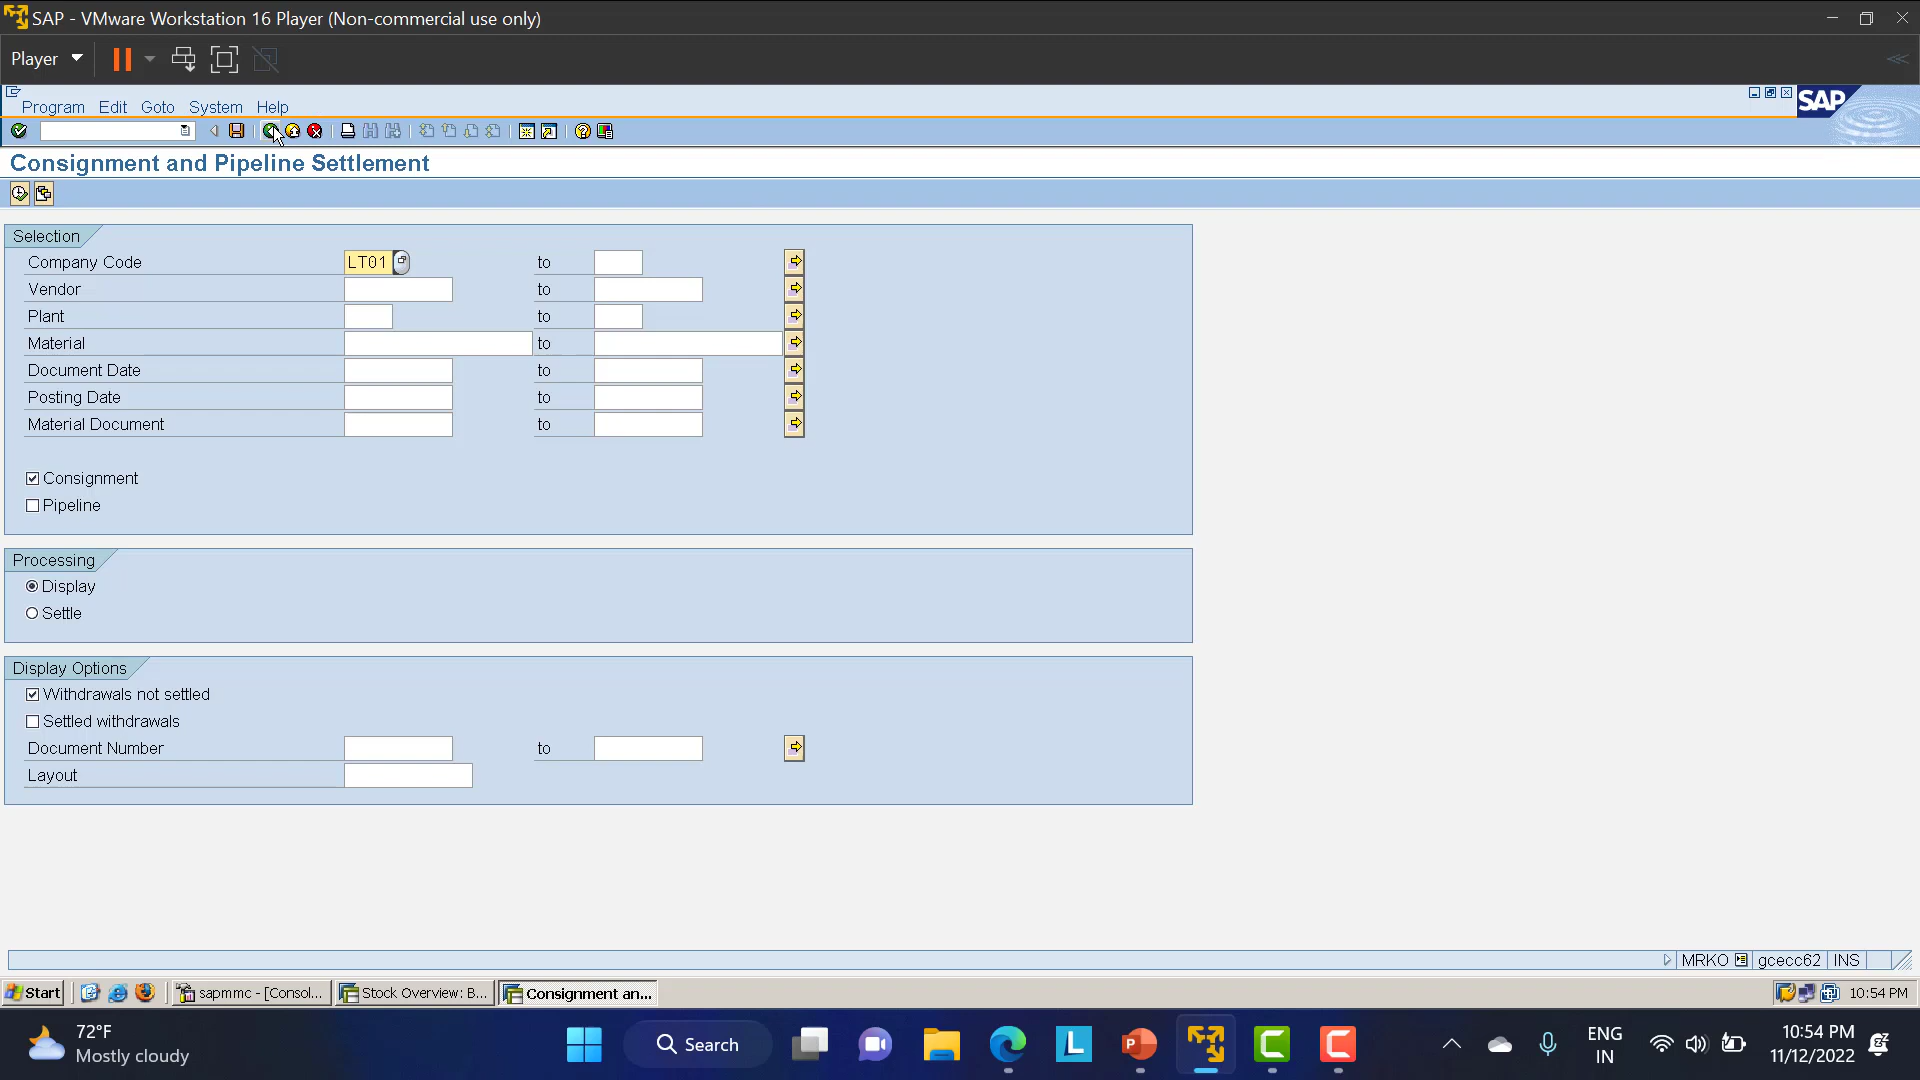 SAP - VMware Workstation 16 Player (Non-commercial use only)
Player
Program Edit Goto System Help
SAP
Consignment and Pipeline Settlement
Selection
Company Code LT01 to
Vendor to
Plant to
Material to
Document Date to
Posting Date to
Material Document to
Consignment
Pipeline
Processing
Display
Settle
Display Options
Withdrawals not settled
Settled withdrawals
Document Number to
Layout
MRKO gcecc62 INS
Start sapmmc - [Consol... Stock Overview: B... Consignment an... 10:54 PM
72°F
Mostly cloudy
Search
ENG
IN
10:54 PM
11/12/2022